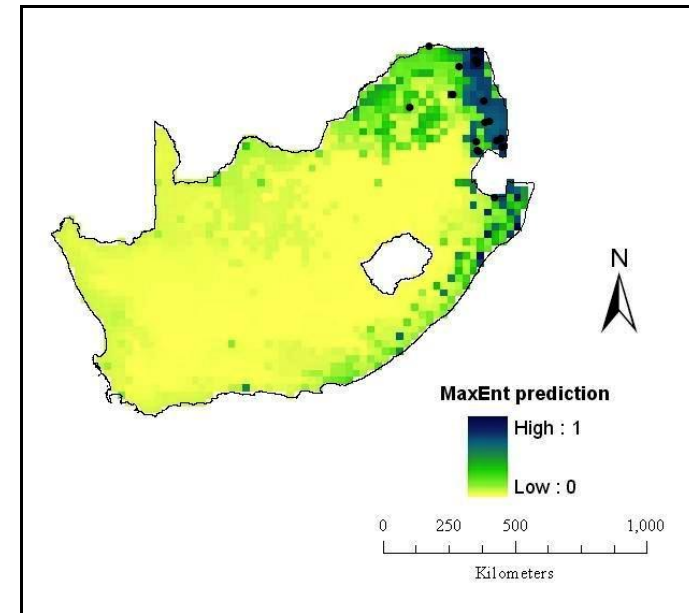 N
MaxEnt prediction
High : 1
Low : 0
0 250 500 1,000
Kilometers